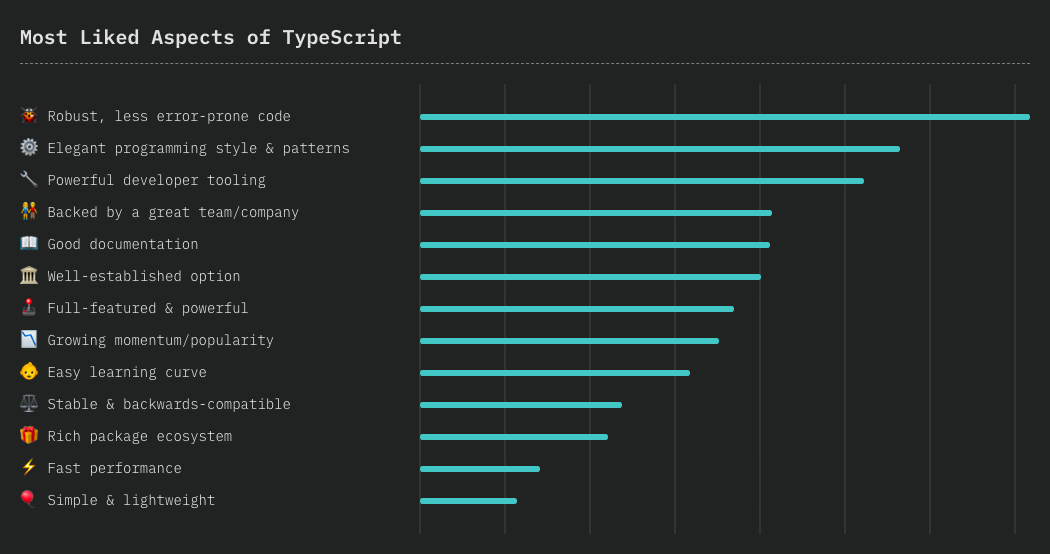 Most Liked Aspects of TypeScript
Robust, less error-prone code
Elegant programming style & patterns
Powerful developer tooling
Backed by a great team/company
Good documentation
Well-established option
Full-featured & powerful
Growing momentum/popularity
Easy learning curve
Stable & backwards-compatible
Rich package ecosystem
Fast performance
Simple & lightweight